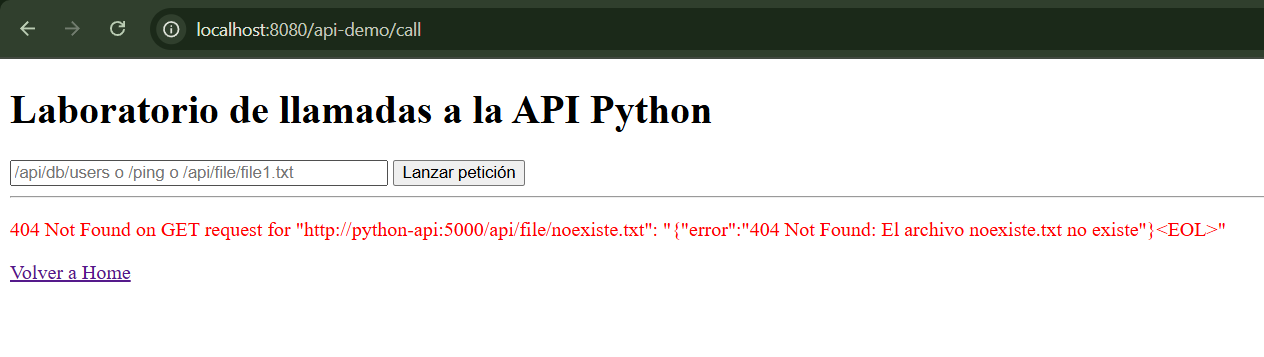 localhost:8080/api-demo/call
Laboratorio de llamadas a la API Python
/api/db/users o /ping o /api/file/file1.txt Lanzar petición
404 Not Found on GET request for "http://python-api:5000/api/file/noexiste.txt": "{"error":"404 Not Found: El archivo noexiste.txt no existe"}<EOL>"
Volver a Home